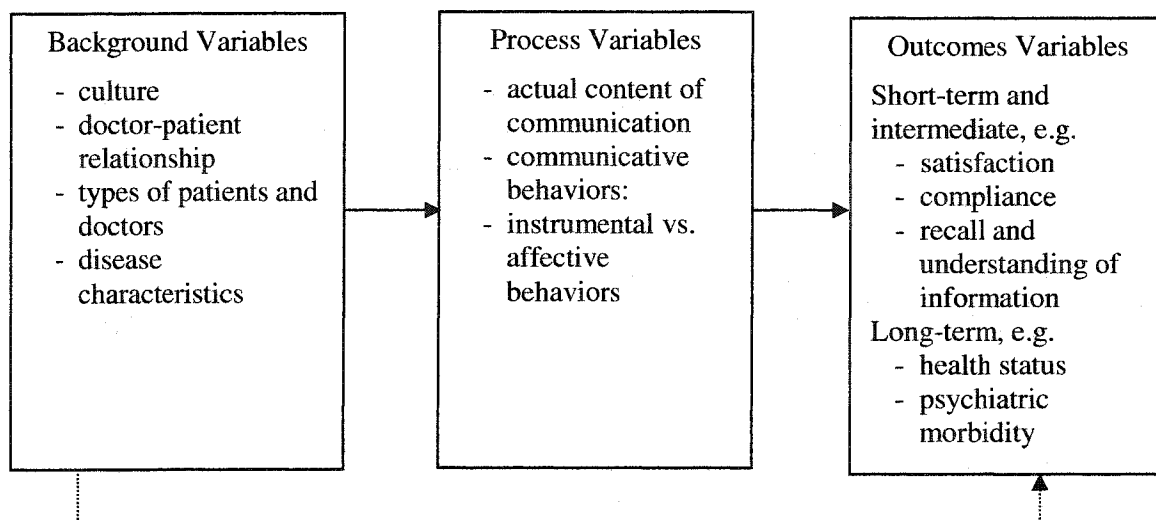 Background Variables
- culture
- doctor-patient
relationship
- types of patients and
doctors
- disease
characteristics
Process Variables
- actual content of
communication
- communicative
behaviors:
- instrumental vs.
affective
behaviors
Outcomes Variables
Short-term and
intermediate, e.g.
- satisfaction
- compliance
- recall and
understanding of
information
Long-term, e.g.
- health status
- psychiatric
morbidity